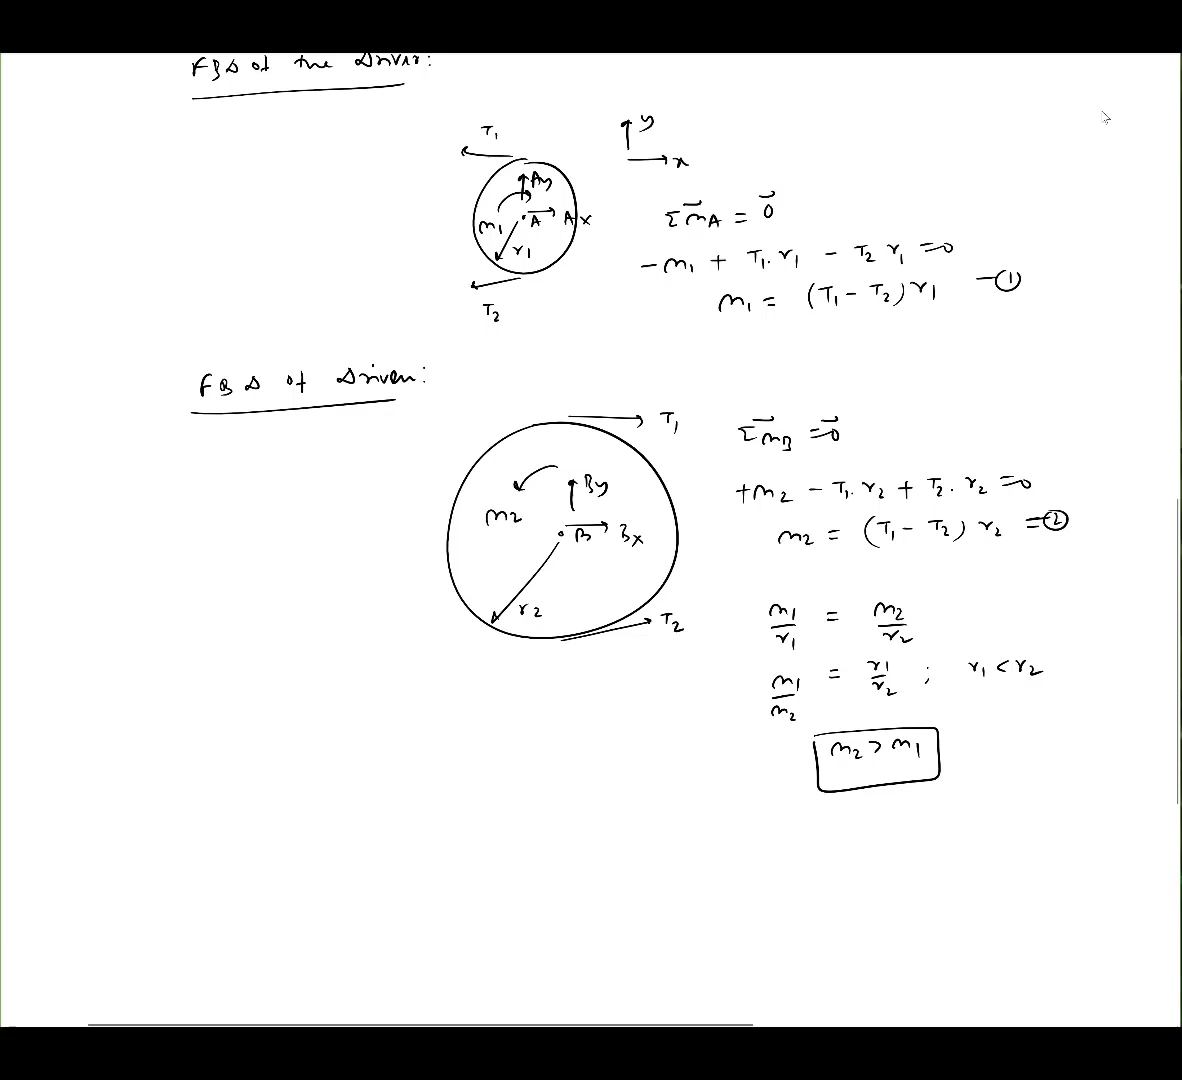 FBD of the Driver:
T₁
y
x
Ay
M₁
A
Ax
r₁
T₂
ΣM⃗A = 0⃗
-M₁ + T₁.r₁ - T₂ r₁ = 0
M₁ = (T₁ - T₂) r₁ -①
FBD of Driven:
T₁
By
M₂
B
Bx
r₂
T₂
ΣM⃗B = 0⃗
+M₂ - T₁.r₂ + T₂.r₂ = 0
M₂ = (T₁ - T₂) r₂ =②
M₁/r₁ = M₂/r₂
M₁/M₂ = r₁/r₂ ; r₁ < r₂
M₂ > M₁